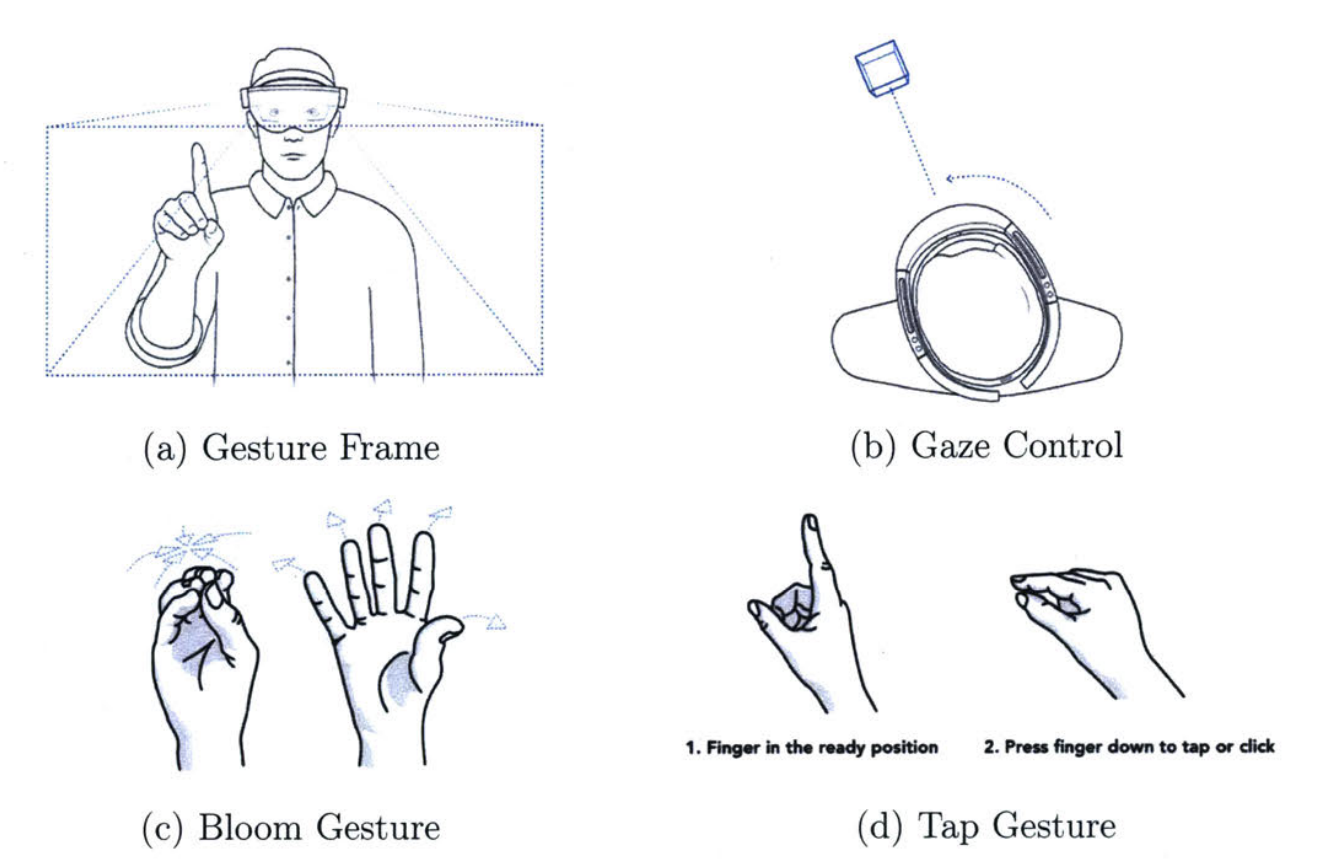 (a) Gesture Frame
(b) Gaze Control
1. Finger in the ready position
2. Press finger down to tap or click
(c) Bloom Gesture
(d) Tap Gesture